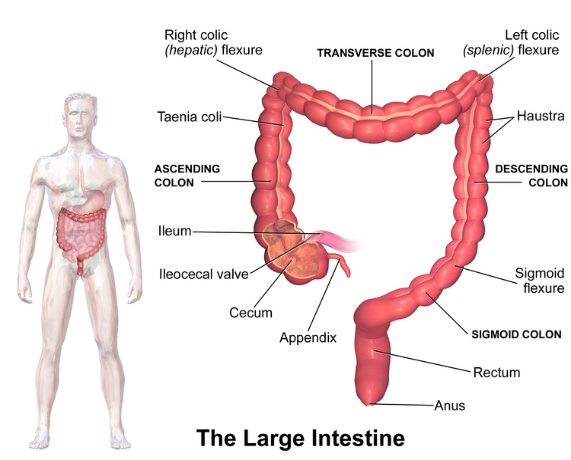 Right colic
(hepatic) flexure
TRANSVERSE COLON
Left colic
(splenic) flexure
Taenia coli
Haustra
ASCENDING
COLON
DESCENDING
COLON
Ileum
Ileocecal valve
Sigmoid
flexure
Cecum
Appendix
SIGMOID COLON
Rectum
Anus
The Large Intestine